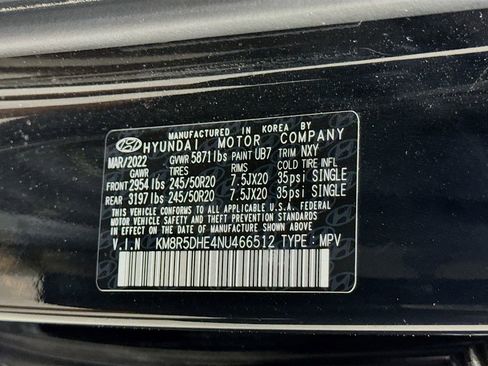 MANUFACTURED IN KOREA BY
HYUNDAI MOTOR COMPANY
MAR/2022 GVWR 5871lbs PAINT UB7 TRIM NXY
GAWR TIRES RIMS COLD TIRE INFL
FRONT 2954 lbs 245/50R20 7.5JX20 35psi SINGLE
REAR 3197 lbs 245/50R20 7.5JX20 35psi SINGLE
THIS VEHICLE CONFORMS TO ALL APPLICABLE U.S.A. FEDERAL
MOTOR VEHICLE SAFETY AND THEFT PREVENTION STANDARDS
IN EFFECT ON THE DATE OF MANUFACTURE SHOWN ABOVE.
V.I.N KM8R5DHE4NU466512 TYPE : MPV